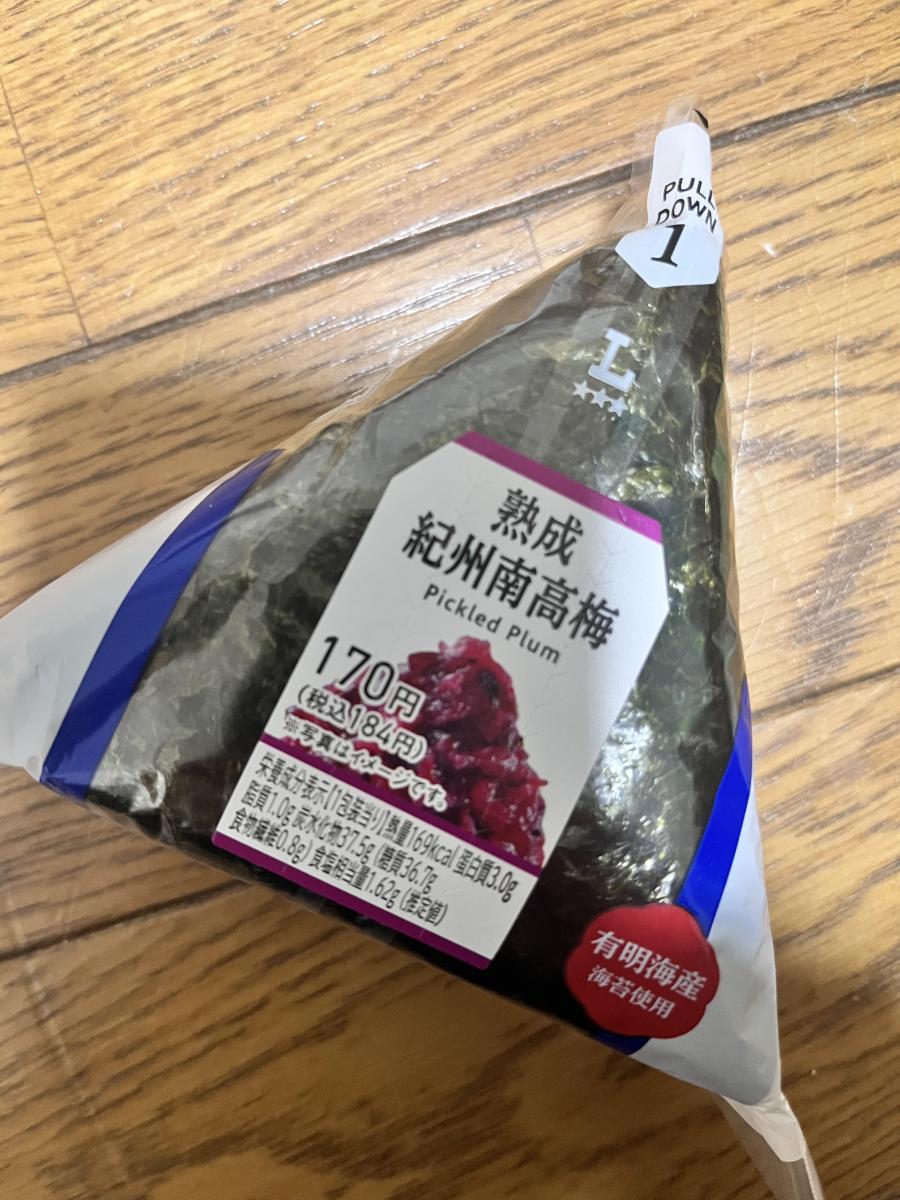 PULL
DOWN
1
L
熟成
紀州南高梅
Pickled Plum
170円
(税込184円)
※写真はイメージです。
栄養成分表示【1包装当り】熱量169kcal 蛋白質3.0g
脂質1.0g 炭水化物37.5g (糖質36.7g
食物繊維0.8g) 食塩相当量1.62g (推定値)
有明海産
海苔使用